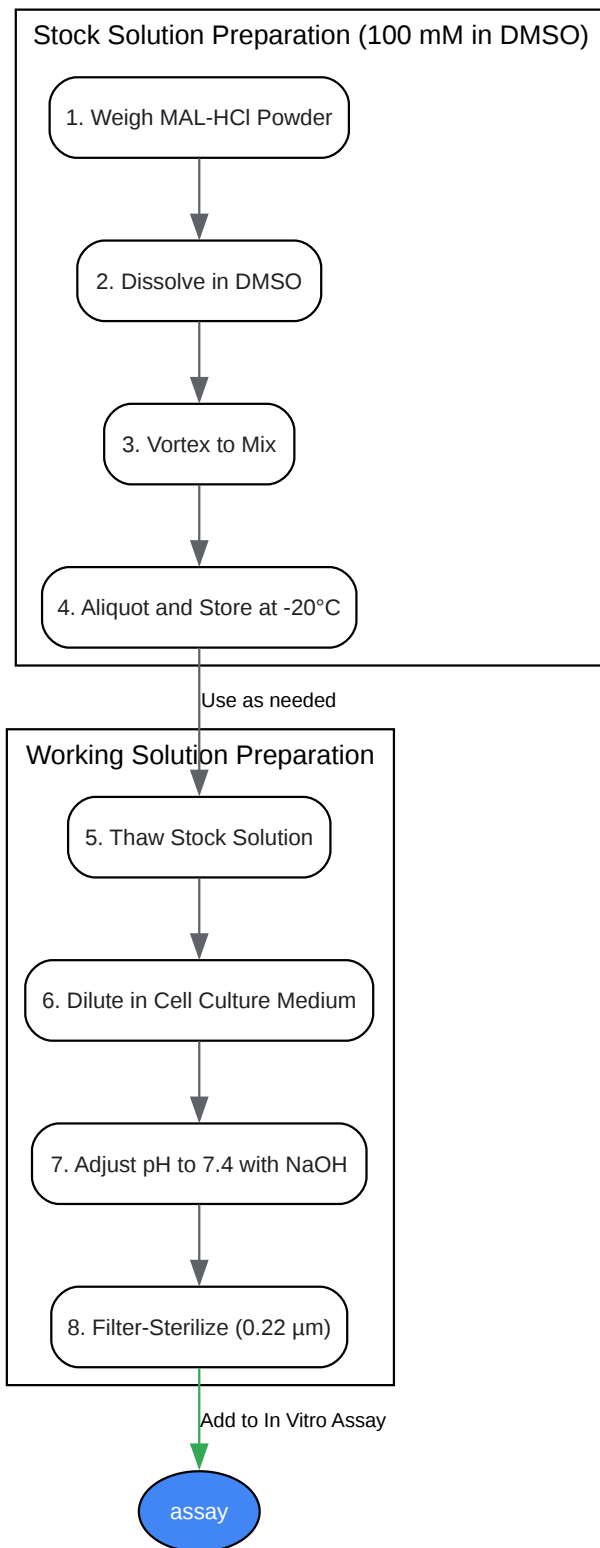 Stock Solution Preparation (100 mM in DMSO)
1. Weigh MAL-HCl Powder
2. Dissolve in DMSO
3. Vortex to Mix
4. Aliquot and Store at -20°C
Use as needed
Working Solution Preparation
5. Thaw Stock Solution
6. Dilute in Cell Culture Medium
7. Adjust pH to 7.4 with NaOH
8. Filter-Sterilize (0.22 µm)
Add to In Vitro Assay
assay